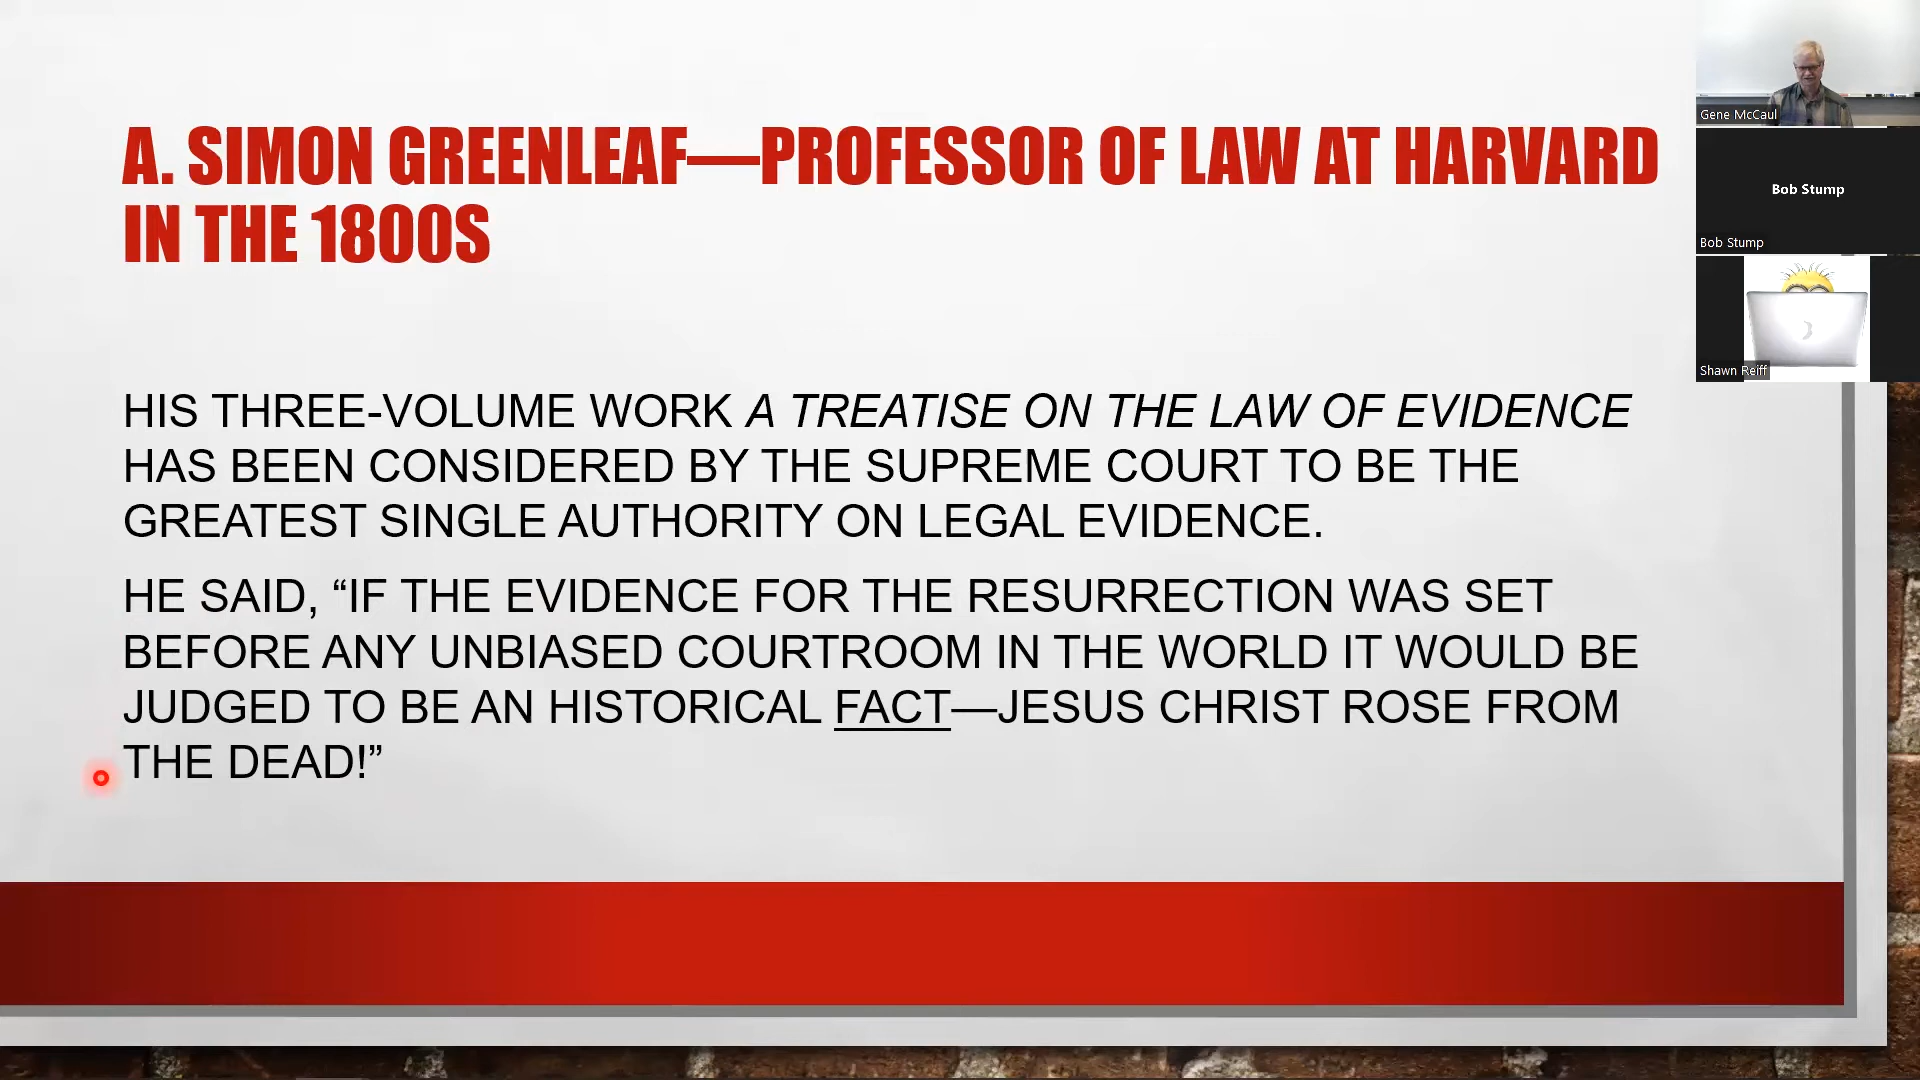 A. SIMON GREENLEAF—PROFESSOR OF LAW AT HARVARD
IN THE 1800S
HIS THREE-VOLUME WORK A TREATISE ON THE LAW OF EVIDENCE
HAS BEEN CONSIDERED BY THE SUPREME COURT TO BE THE
GREATEST SINGLE AUTHORITY ON LEGAL EVIDENCE.
HE SAID, “IF THE EVIDENCE FOR THE RESURRECTION WAS SET
BEFORE ANY UNBIASED COURTROOM IN THE WORLD IT WOULD BE
JUDGED TO BE AN HISTORICAL FACT—JESUS CHRIST ROSE FROM
THE DEAD!”
Gene McCaul
Bob Stump
Bob Stump
Shawn Reiff